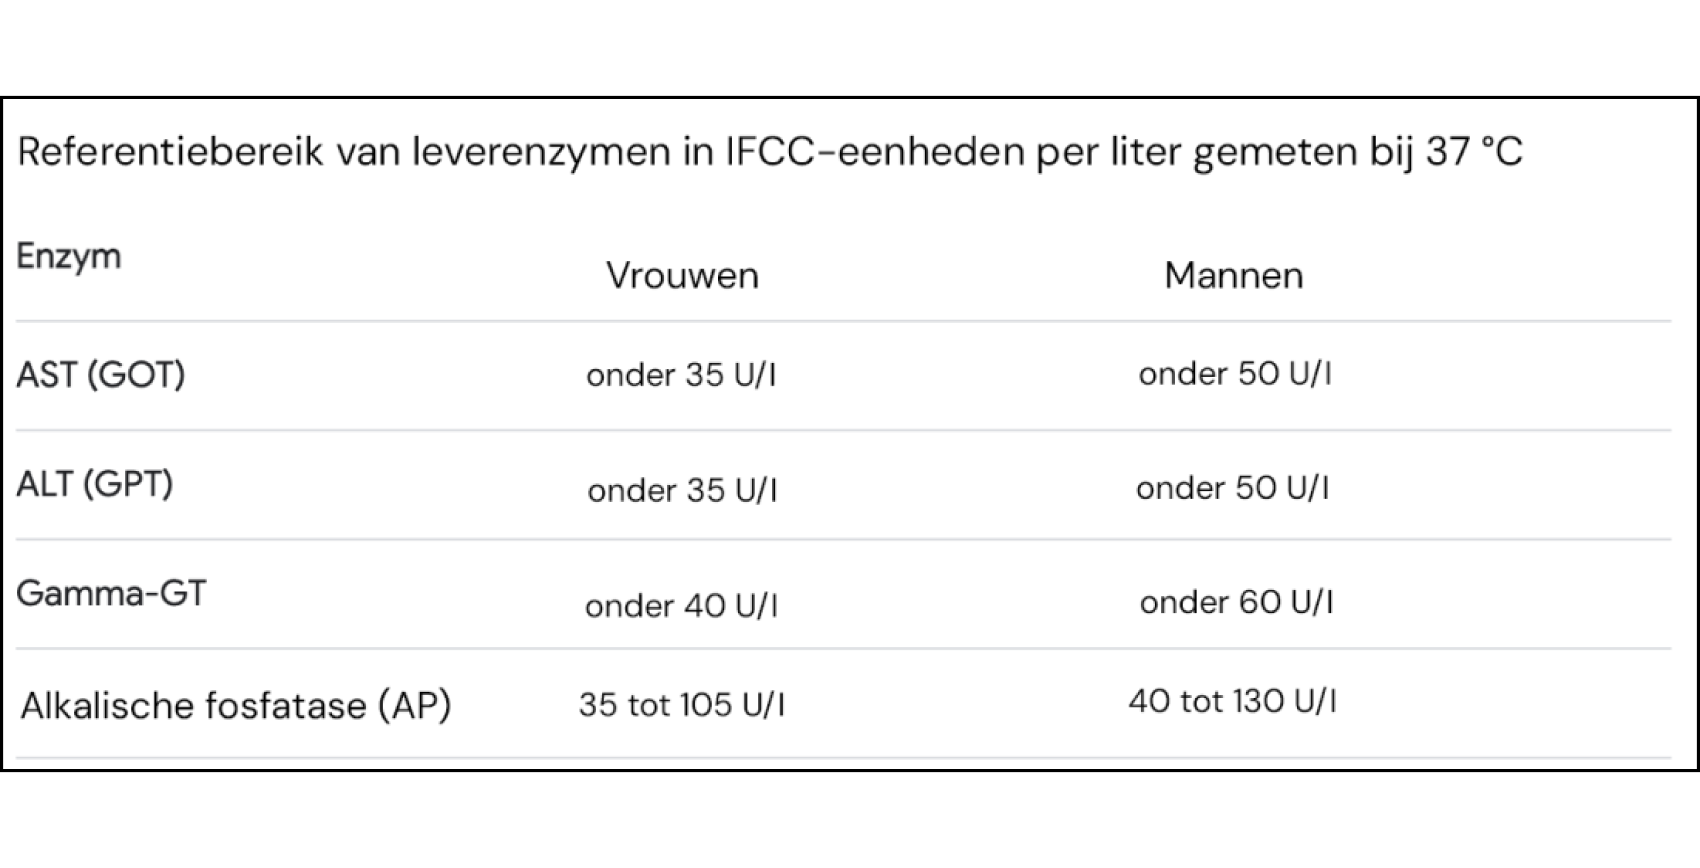 Referentiebereik van leverenzymen in IFCC-eenheden per liter gemeten bij 37 °C
Enzym Vrouwen Mannen
AST (GOT) onder 35 U/l onder 50 U/l
ALT (GPT) onder 35 U/l onder 50 U/l
Gamma-GT onder 40 U/l onder 60 U/l
Alkalische fosfatase (AP) 35 tot 105 U/l 40 tot 130 U/l